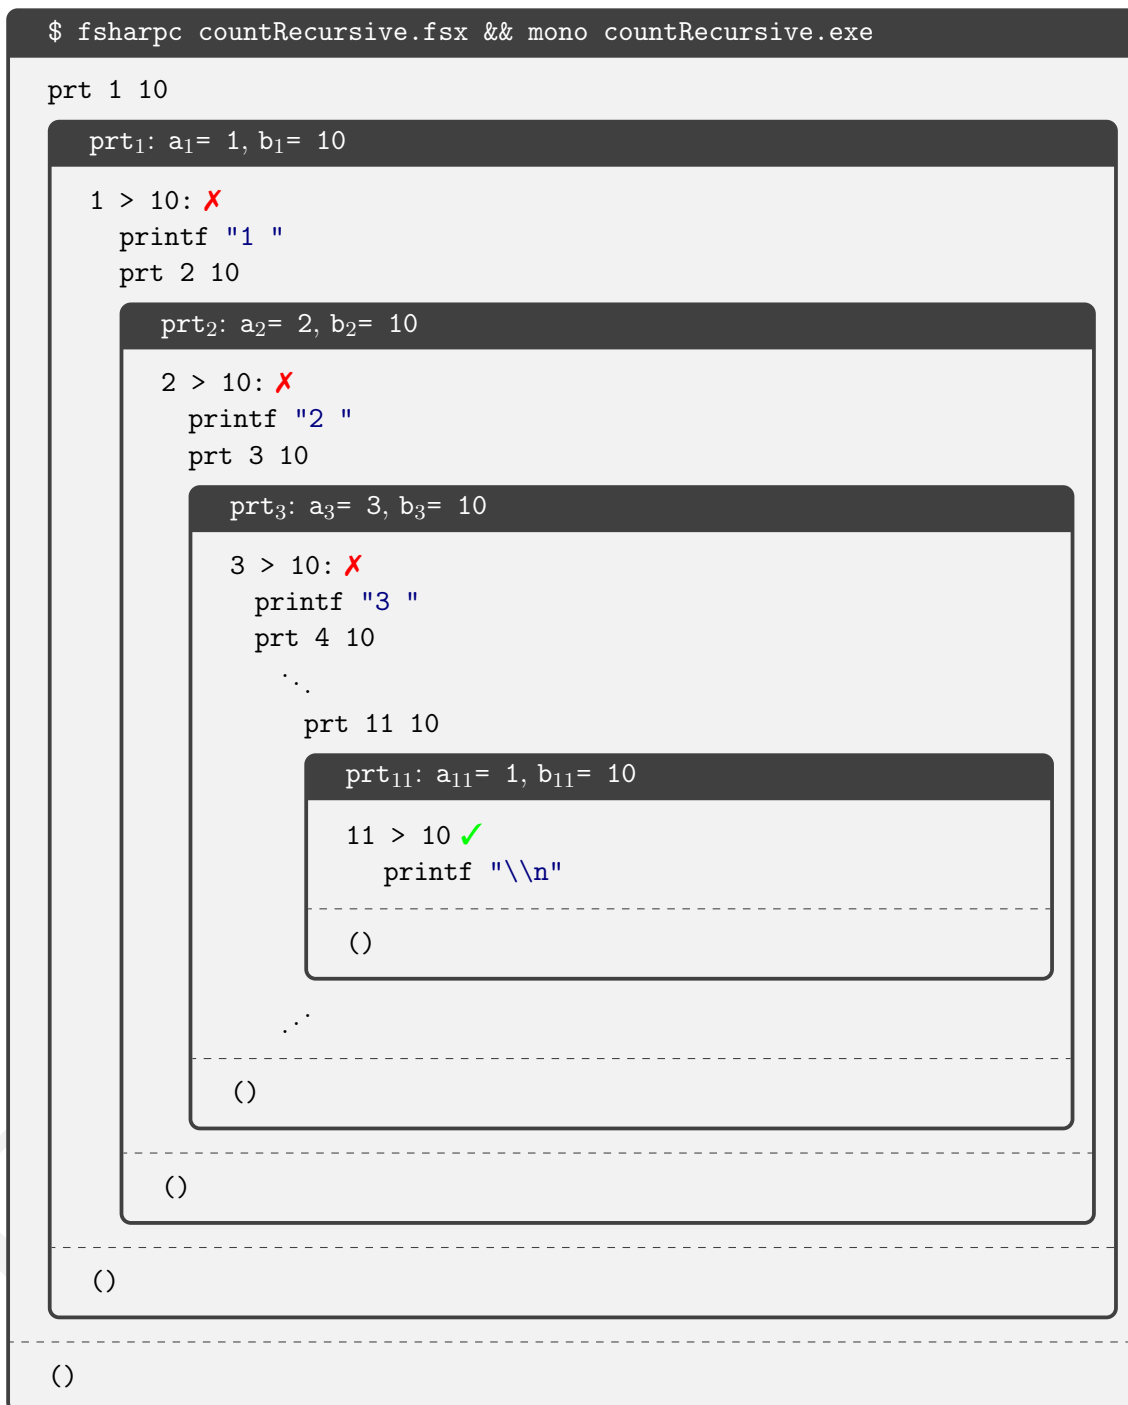 $ fsharpc countRecursive.fsx && mono countRecursive.exe
prt 1 10
prt₁: a₁= 1, b₁= 10
1 > 10: ✗
printf "1 "
prt 2 10
prt₂: a₂= 2, b₂= 10
2 > 10: ✗
printf "2 "
prt 3 10
prt₃: a₃= 3, b₃= 10
3 > 10: ✗
printf "3 "
prt 4 10
⋱
prt 11 10
prt₁₁: a₁₁= 1, b₁₁= 10
11 > 10 ✓
printf "\\n"
()
⋰
()
()
()
()